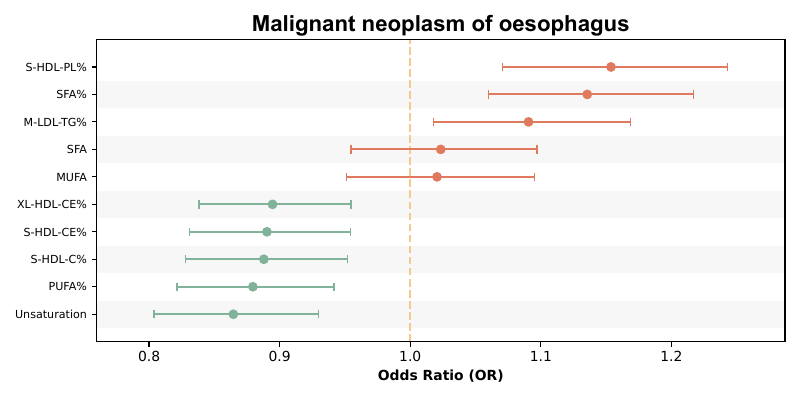 Malignant neoplasm of oesophagus
S-HDL-PL%
SFA%
M-LDL-TG%
SFA
MUFA
XL-HDL-CE%
S-HDL-CE%
S-HDL-C%
PUFA%
Unsaturation
0.8 0.9 1.0 1.1 1.2
Odds Ratio (OR)